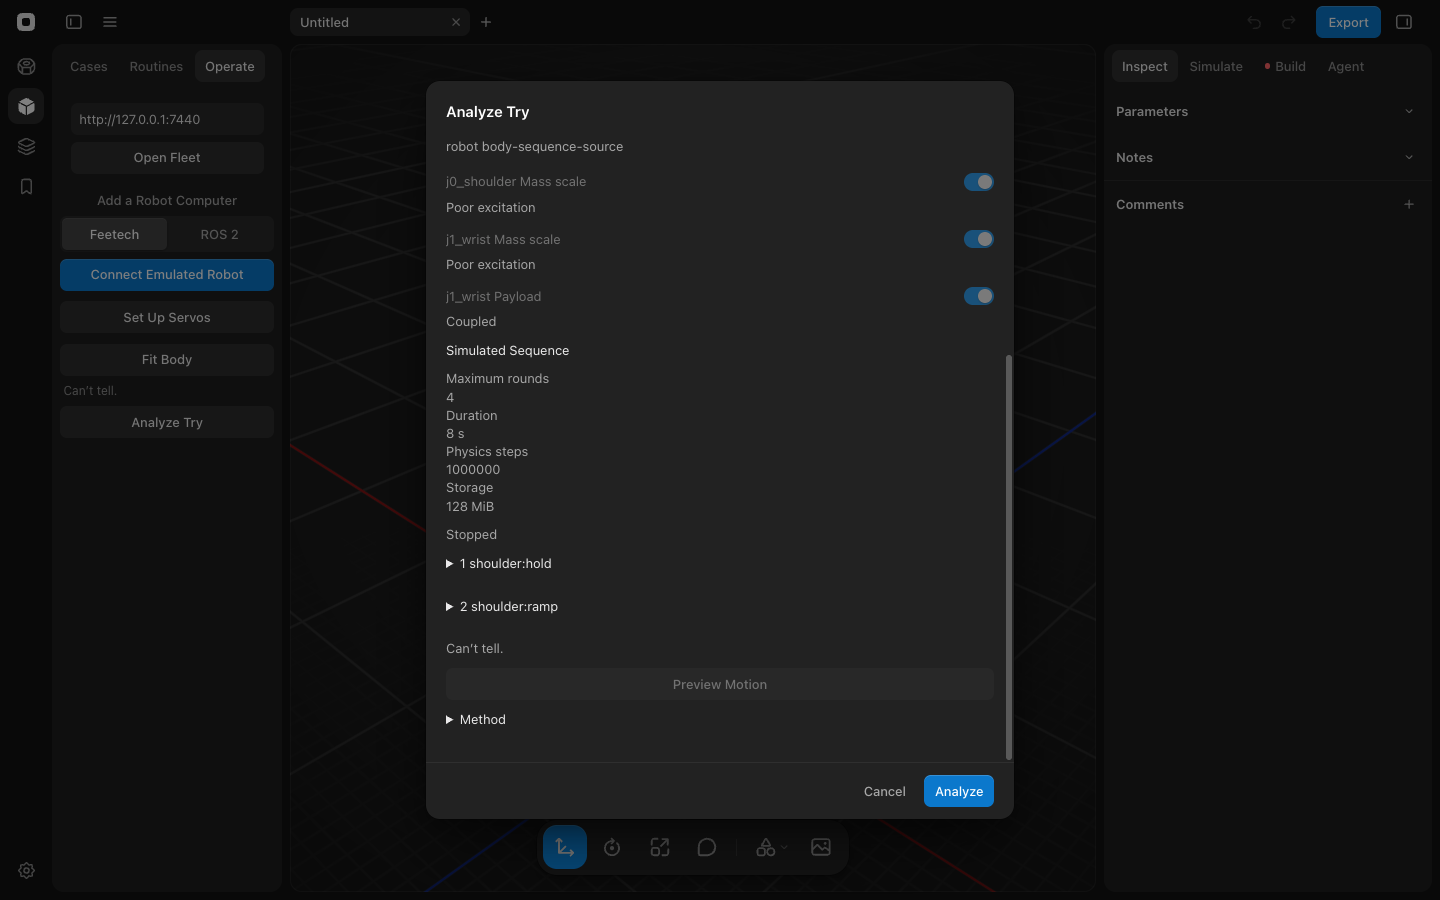 Untitled
Export
Cases
Routines
Operate
http://127.0.0.1:7440
Open Fleet
Add a Robot Computer
Feetech
ROS 2
Connect Emulated Robot
Set Up Servos
Fit Body
Can't tell.
Analyze Try
Analyze Try
robot body-sequence-source
j0_shoulder Mass scale
Poor excitation
j1_wrist Mass scale
Poor excitation
j1_wrist Payload
Coupled
Simulated Sequence
Maximum rounds
4
Duration
8 s
Physics steps
1000000
Storage
128 MiB
Stopped
1 shoulder:hold
2 shoulder:ramp
Can't tell.
Preview Motion
Method
Cancel
Analyze
Inspect
Simulate
Build
Agent
Parameters
Notes
Comments